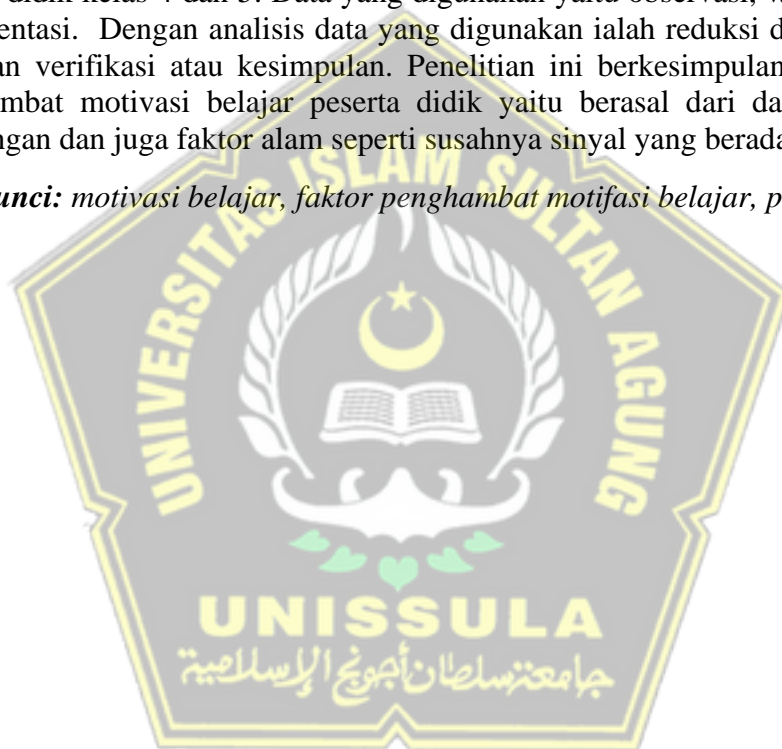 didik kelas 4 dan 5. Data yang digunakan yaitu observasi,
entasi. Dengan analisis data yang digunakan ialah reduksi
an verifikasi atau kesimpulan. Penelitian ini berkesimpulan
mbat motivasi belajar peserta didik yaitu berasal dari
ngan dan juga faktor alam seperti susahnya sinyal yang berada
unci: motivasi belajar, faktor penghambat motifasi belajar,
UNIVERSITAS ISLAM SULTAN AGUNG
UNISSULA
جامعة سلطان أجونج الإسلامية